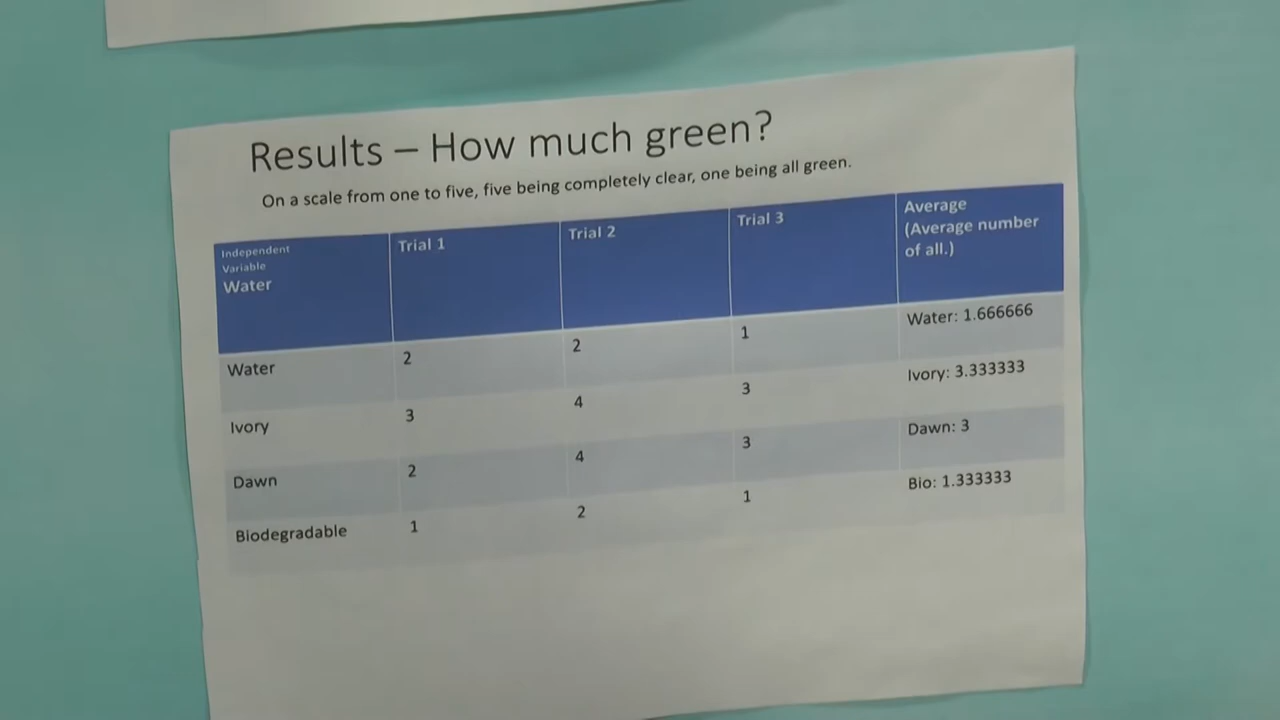 Results – How much green?
On a scale from one to five, five being completely clear, one being all green.
Independent
Variable
Water
Trial 1
Trial 2
Trial 3
Average
(Average number
of all.)
Water 2 2 1 Water: 1.666666
Ivory 3 4 3 Ivory: 3.333333
Dawn 2 4 3 Dawn: 3
Biodegradable 1 2 1 Bio: 1.333333